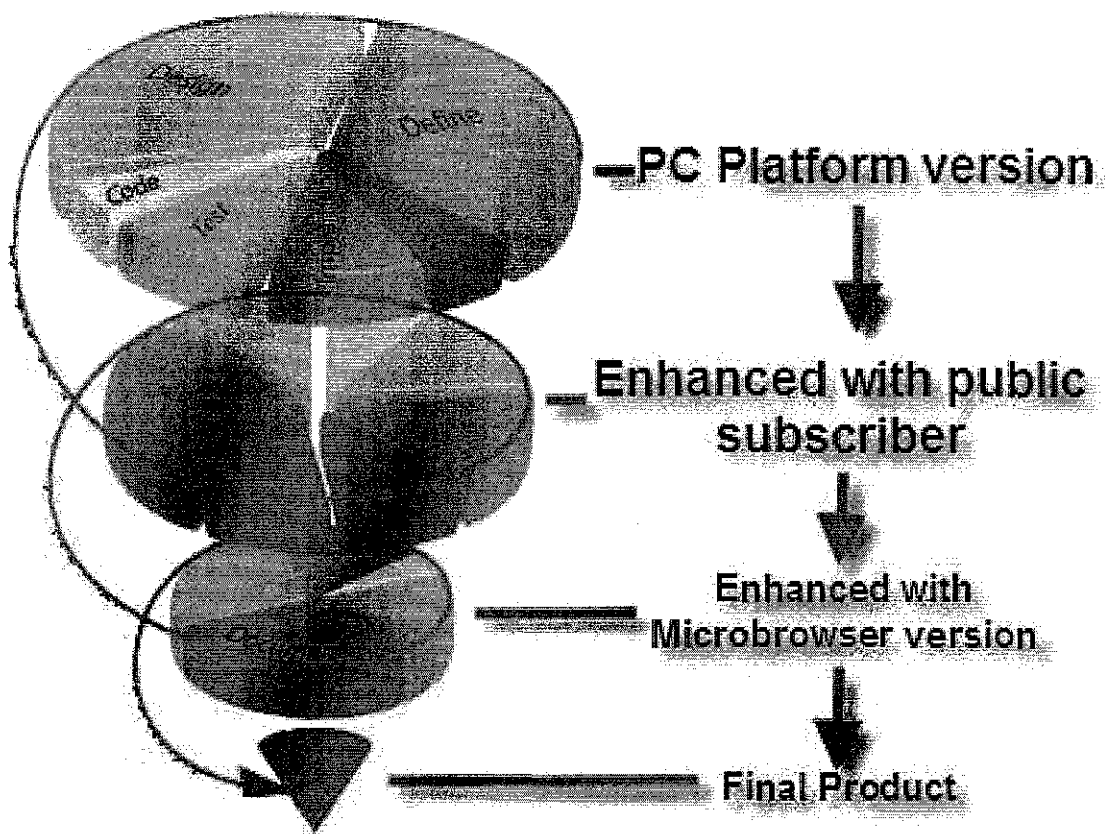 Design
Define
Code
Test
PC Platform version
Enhanced with public
subscriber
Enhanced with
Microbrowser version
Final Product